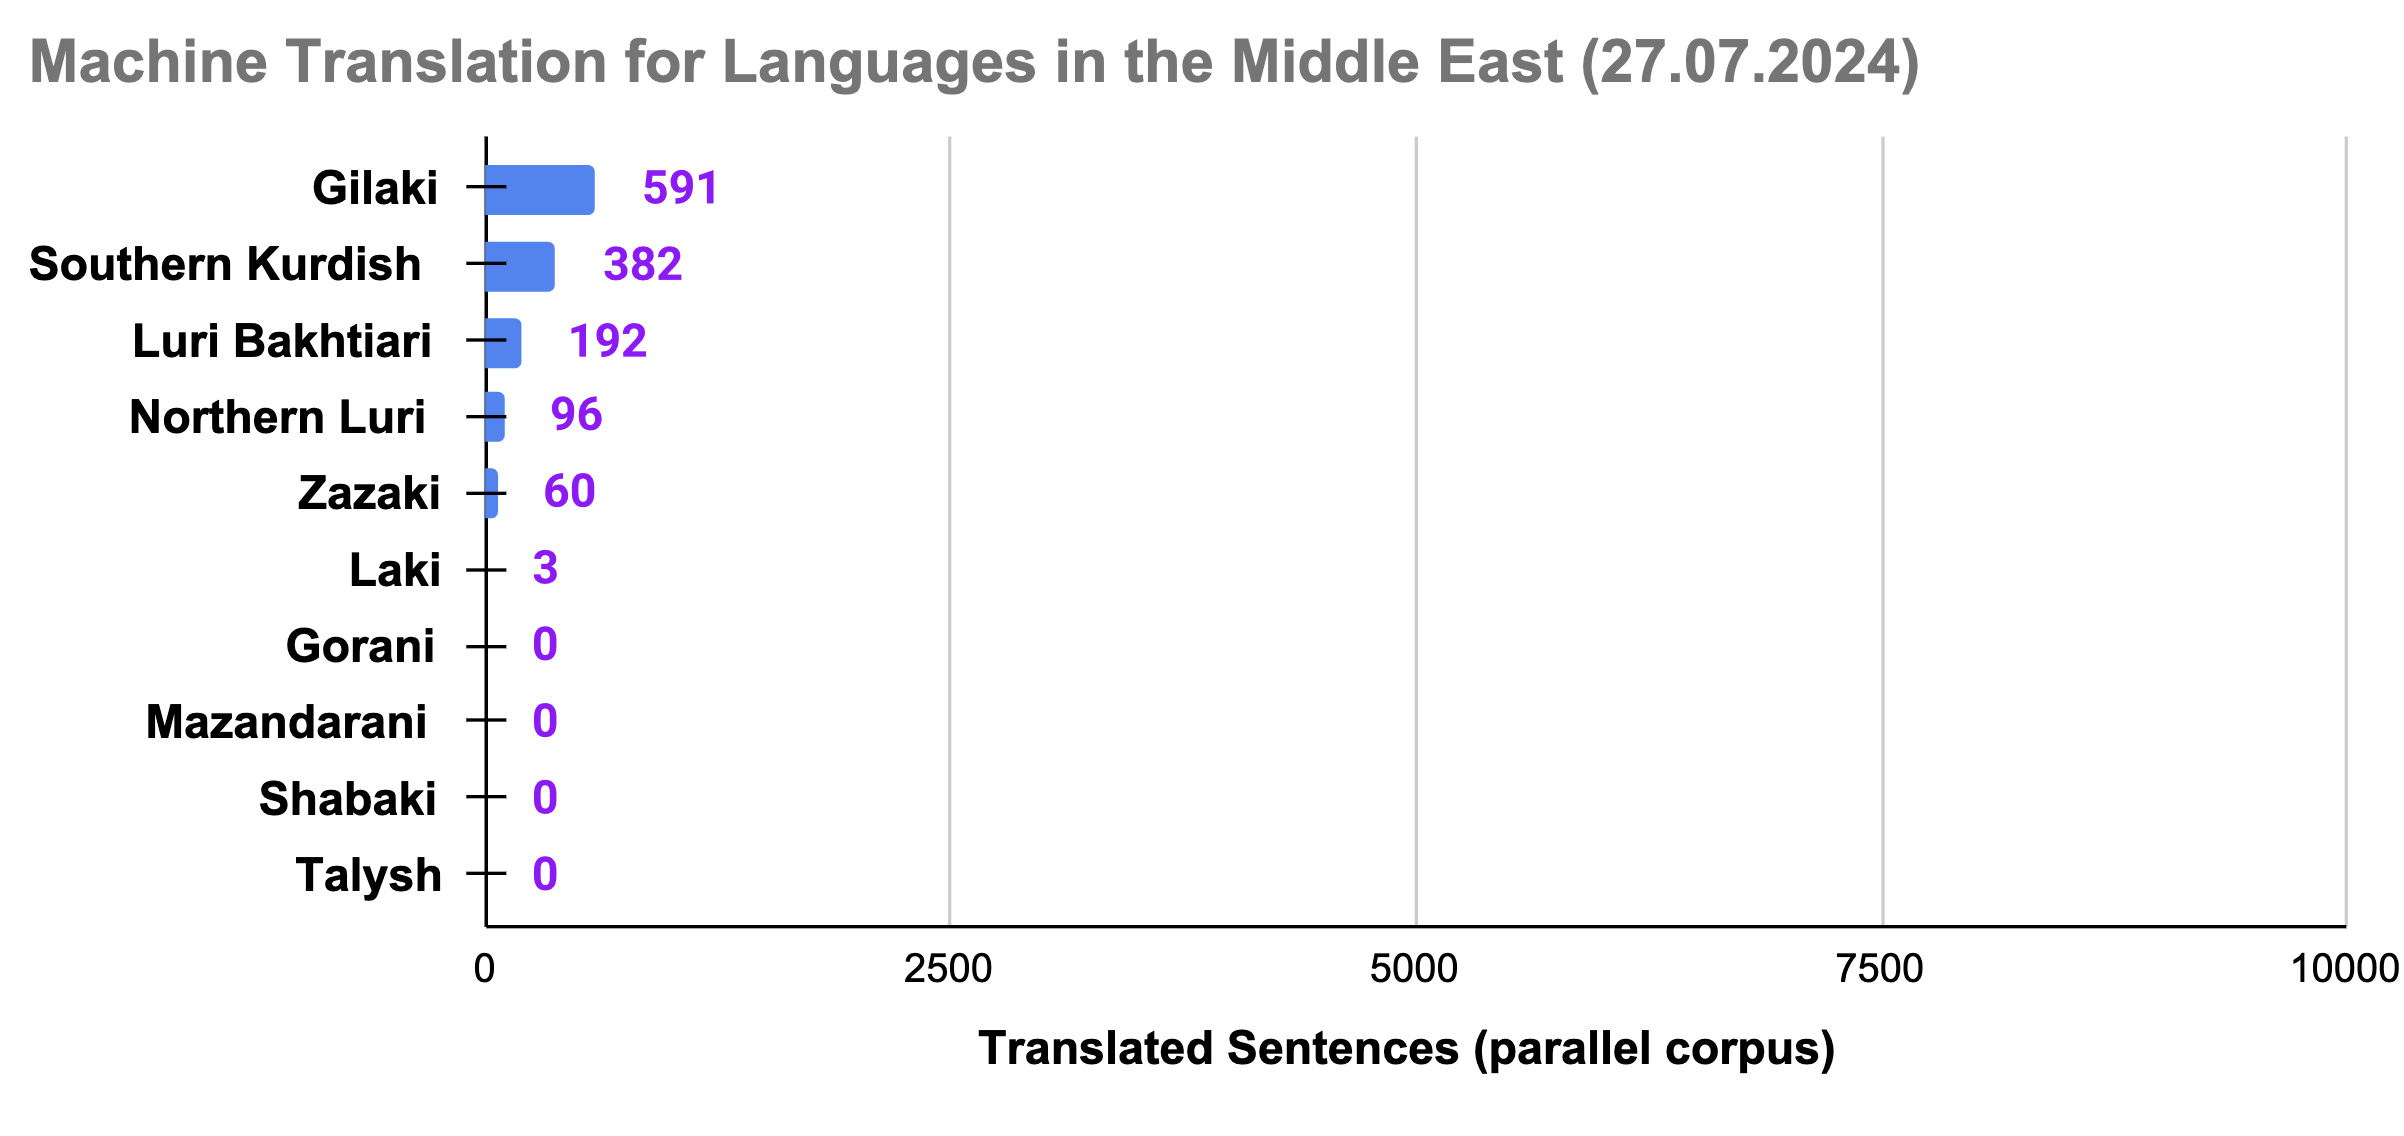 Machine Translation for Languages in the Middle East (27.07.2024)
Gilaki 591
Southern Kurdish 382
Luri Bakhtiari 192
Northern Luri 96
Zazaki 60
Laki 3
Gorani 0
Mazandarani 0
Shabaki 0
Talysh 0
0 2500 5000 7500 10000
Translated Sentences (parallel corpus)